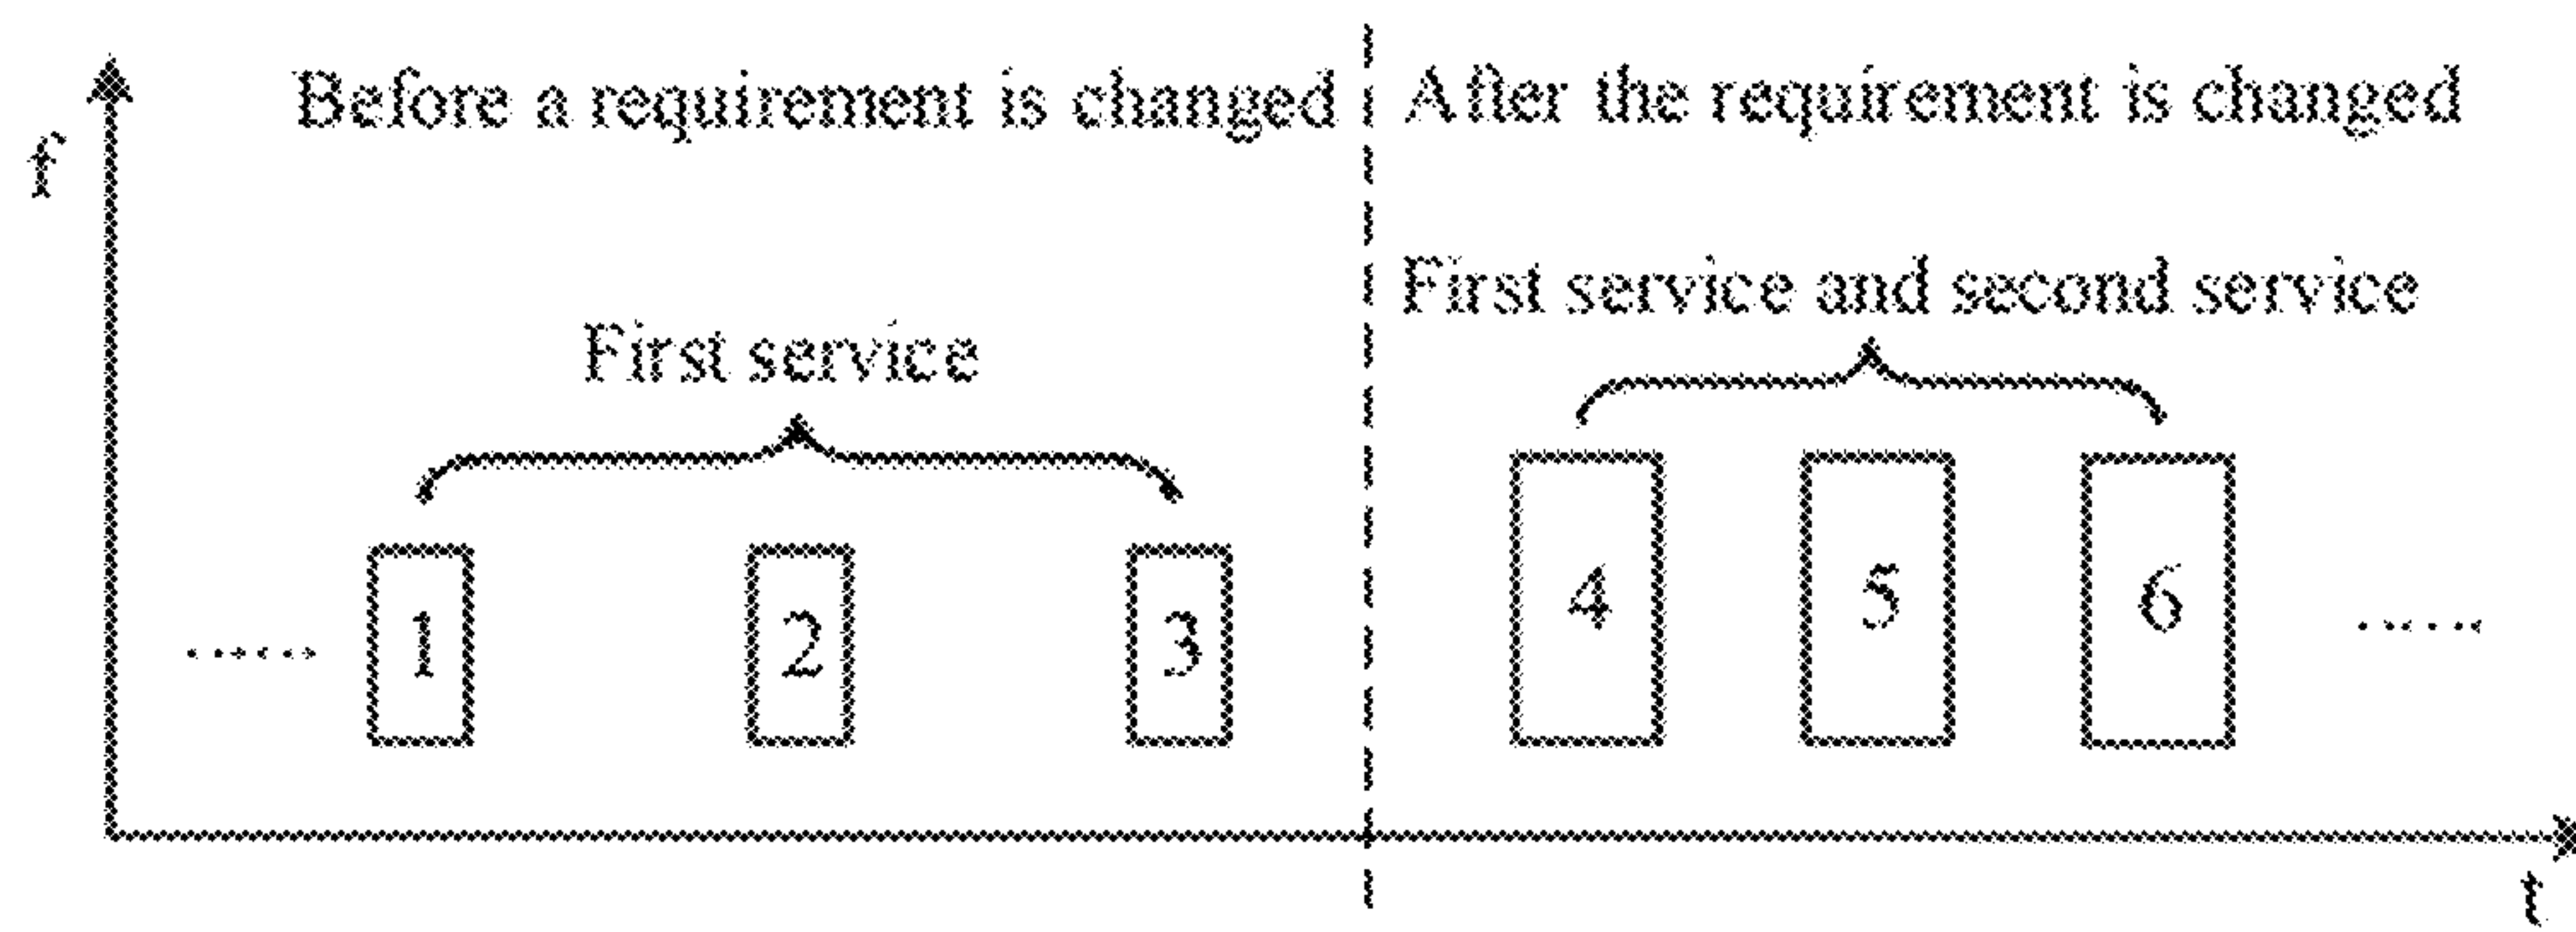 Before a requirement is changed
After the requirement is changed
f
First service
First service and second service
...... 1 2 3
4 5 6 ......
t